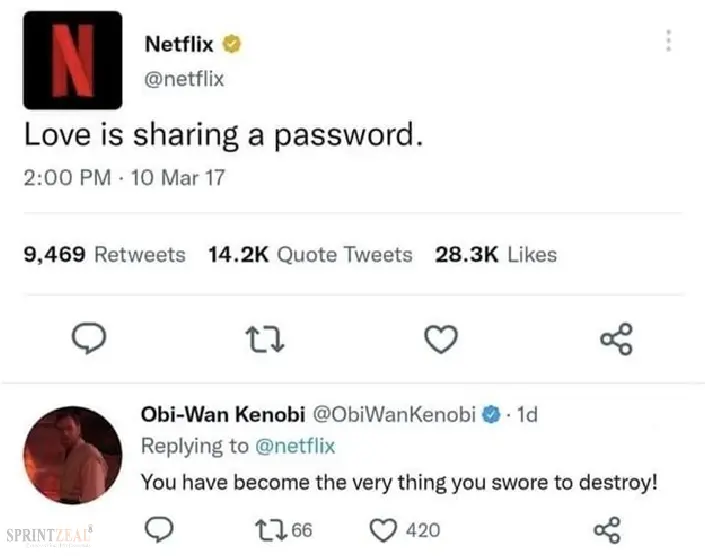 N
Netflix
@netflix
Love is sharing a password.
2:00 PM · 10 Mar 17
9,469 Retweets 14.2K Quote Tweets 28.3K Likes
Obi-Wan Kenobi @ObiWanKenobi · 1d
Replying to @netflix
You have become the very thing you swore to destroy!
66 420
SPRINTZEAL